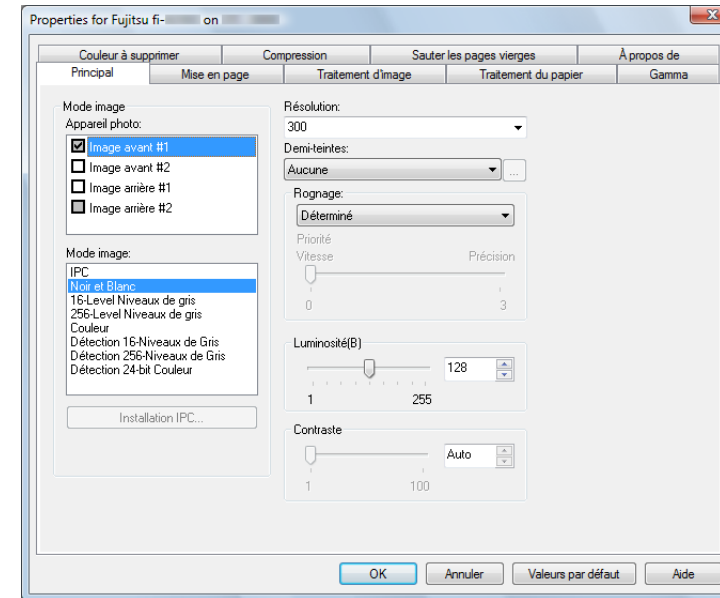 Properties for Fujitsu fi- on
Couleur à supprimer Compression Sauter les pages vierges À propos de
Principal Mise en page Traitement d'image Traitement du papier Gamma
Mode image
Appareil photo:
Image avant #1
Image avant #2
Image arrière #1
Image arrière #2
Mode image:
IPC
Noir et Blanc
16-Level Niveaux de gris
256-Level Niveaux de gris
Couleur
Détection 16-Niveaux de Gris
Détection 256-Niveaux de Gris
Détection 24-bit Couleur
Installation IPC...
Résolution:
300
Demi-teintes:
Aucune ...
Rognage:
Déterminé
Priorité
Vitesse Précision
0 3
Luminosité(B)
128
1 255
Contraste
Auto
1 100
OK Annuler Valeurs par défaut Aide